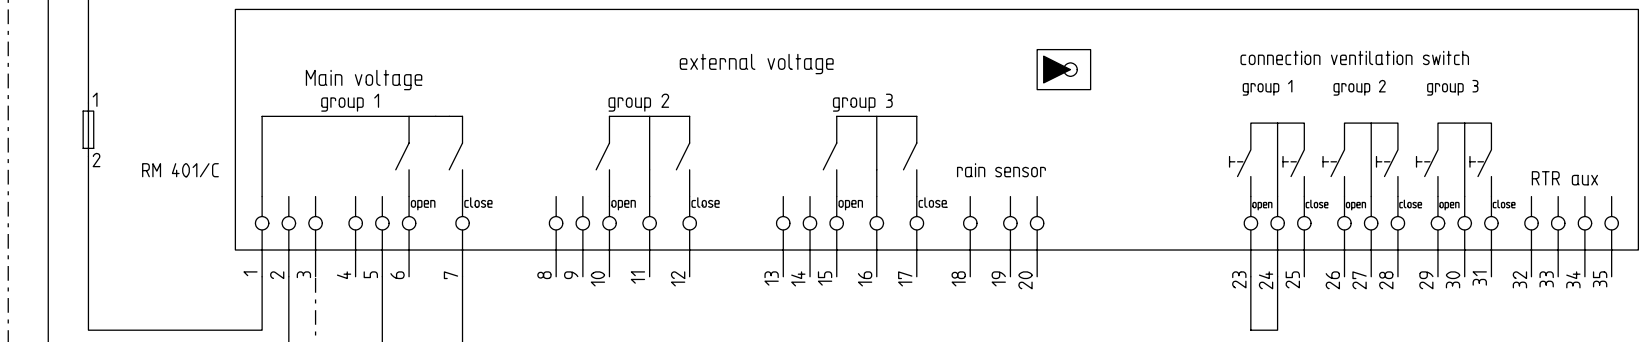 Main voltage
group 1
external voltage
group 2
group 3
connection ventilation switch
group 1 group 2 group 3
1
2
RM 401/C
rain sensor
RTR aux
open close
open close
open close
open close open close open close
1 2 3 4 5 6 7 8 9 10 11 12 13 14 15 16 17 18 19 20 23 24 25 26 27 28 29 30 31 32 33 34 35